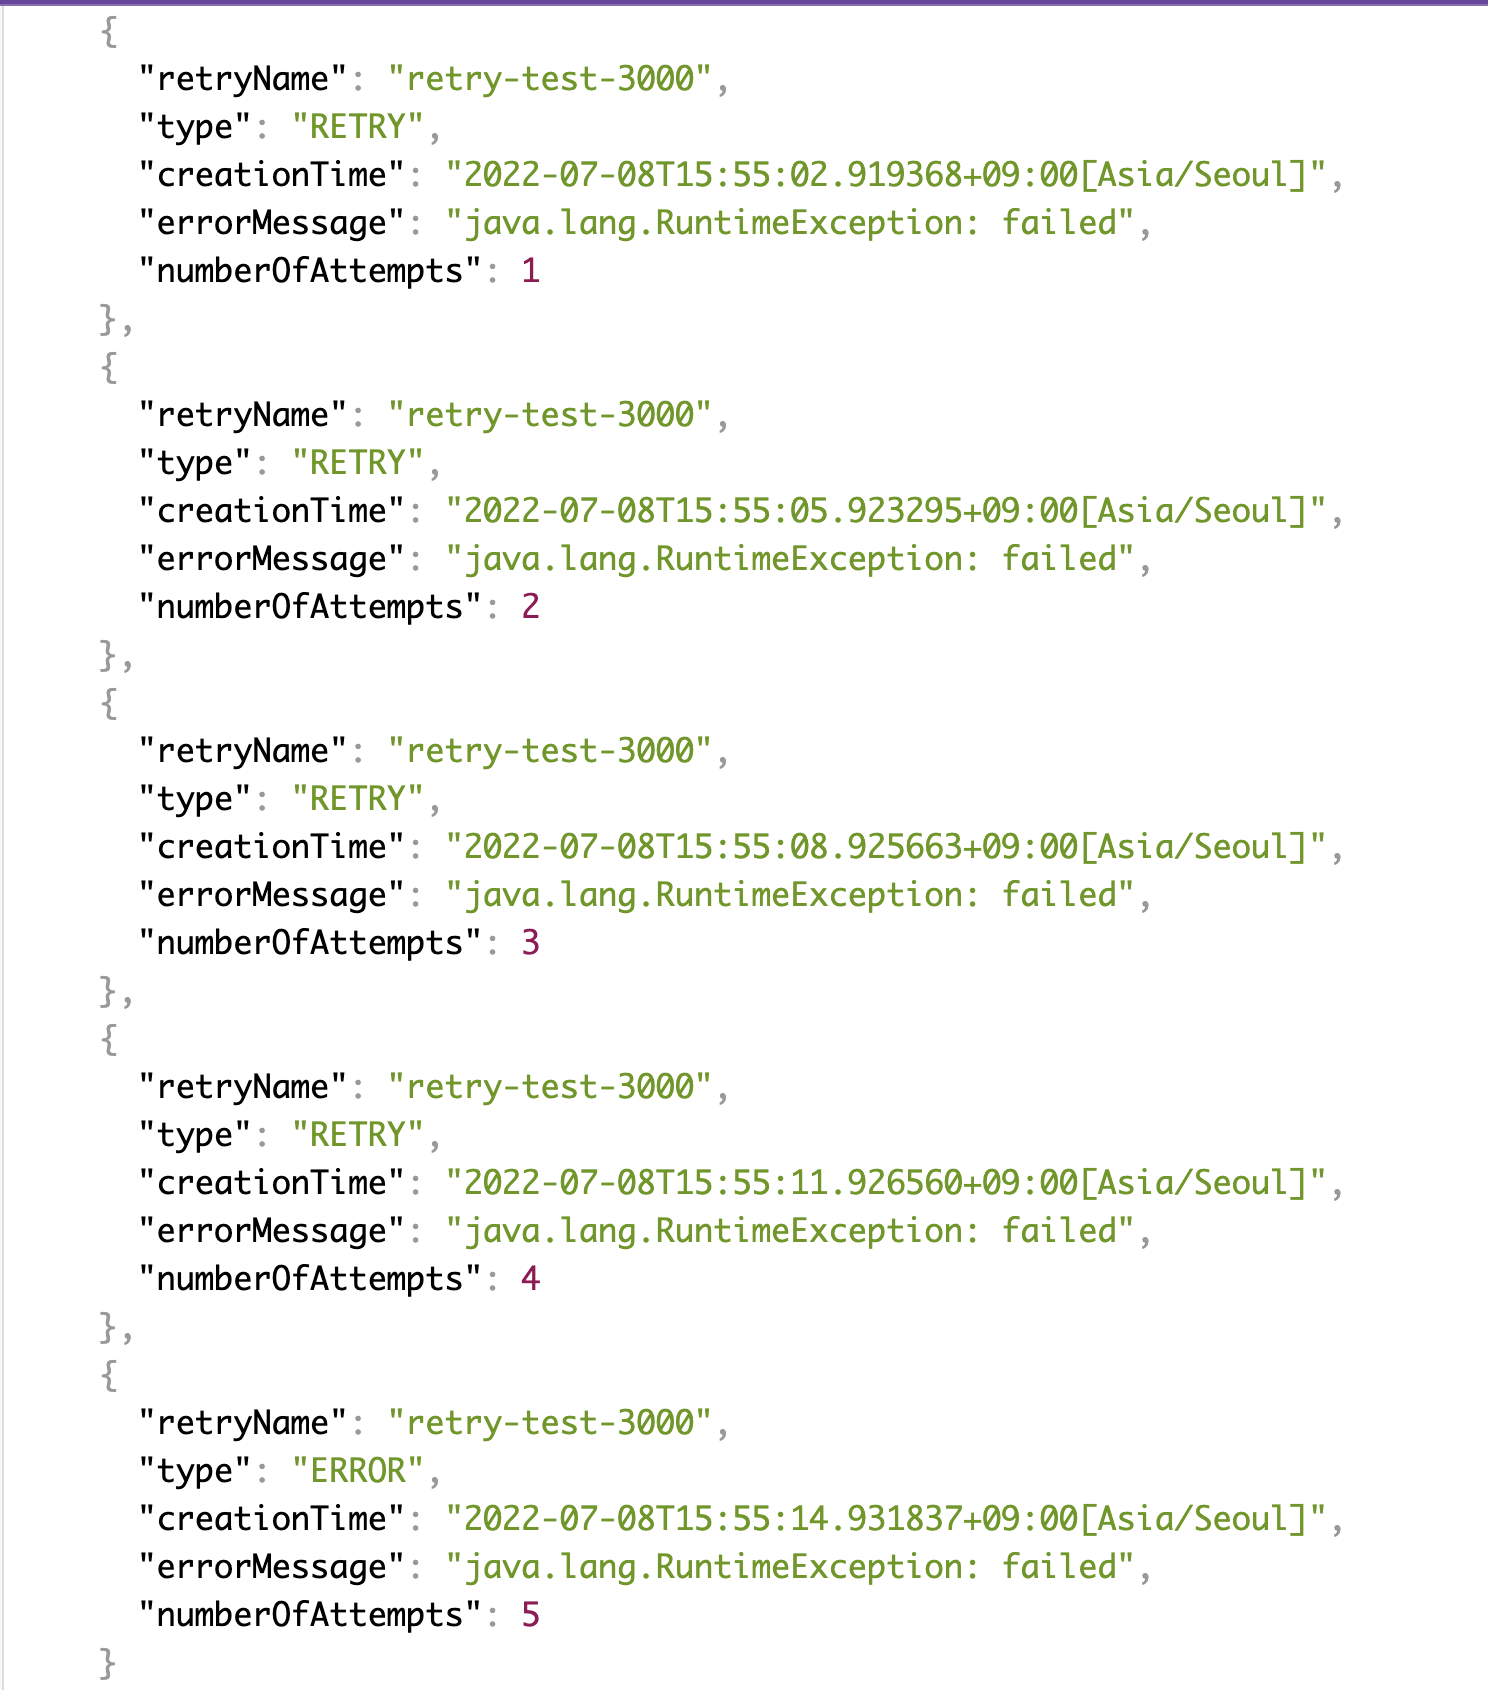 {
"retryName": "retry-test-3000",
"type": "RETRY",
"creationTime": "2022-07-08T15:55:02.919368+09:00[Asia/Seoul]",
"errorMessage": "java.lang.RuntimeException: failed",
"numberOfAttempts": 1
},
{
"retryName": "retry-test-3000",
"type": "RETRY",
"creationTime": "2022-07-08T15:55:05.923295+09:00[Asia/Seoul]",
"errorMessage": "java.lang.RuntimeException: failed",
"numberOfAttempts": 2
},
{
"retryName": "retry-test-3000",
"type": "RETRY",
"creationTime": "2022-07-08T15:55:08.925663+09:00[Asia/Seoul]",
"errorMessage": "java.lang.RuntimeException: failed",
"numberOfAttempts": 3
},
{
"retryName": "retry-test-3000",
"type": "RETRY",
"creationTime": "2022-07-08T15:55:11.926560+09:00[Asia/Seoul]",
"errorMessage": "java.lang.RuntimeException: failed",
"numberOfAttempts": 4
},
{
"retryName": "retry-test-3000",
"type": "ERROR",
"creationTime": "2022-07-08T15:55:14.931837+09:00[Asia/Seoul]",
"errorMessage": "java.lang.RuntimeException: failed",
"numberOfAttempts": 5
}